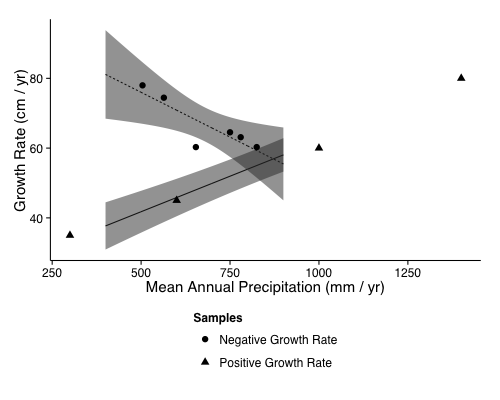 Growth Rate (cm / yr)
80
60
40
250 500 750 1000 1250
Mean Annual Precipitation (mm / yr)
Samples
Negative Growth Rate
Positive Growth Rate